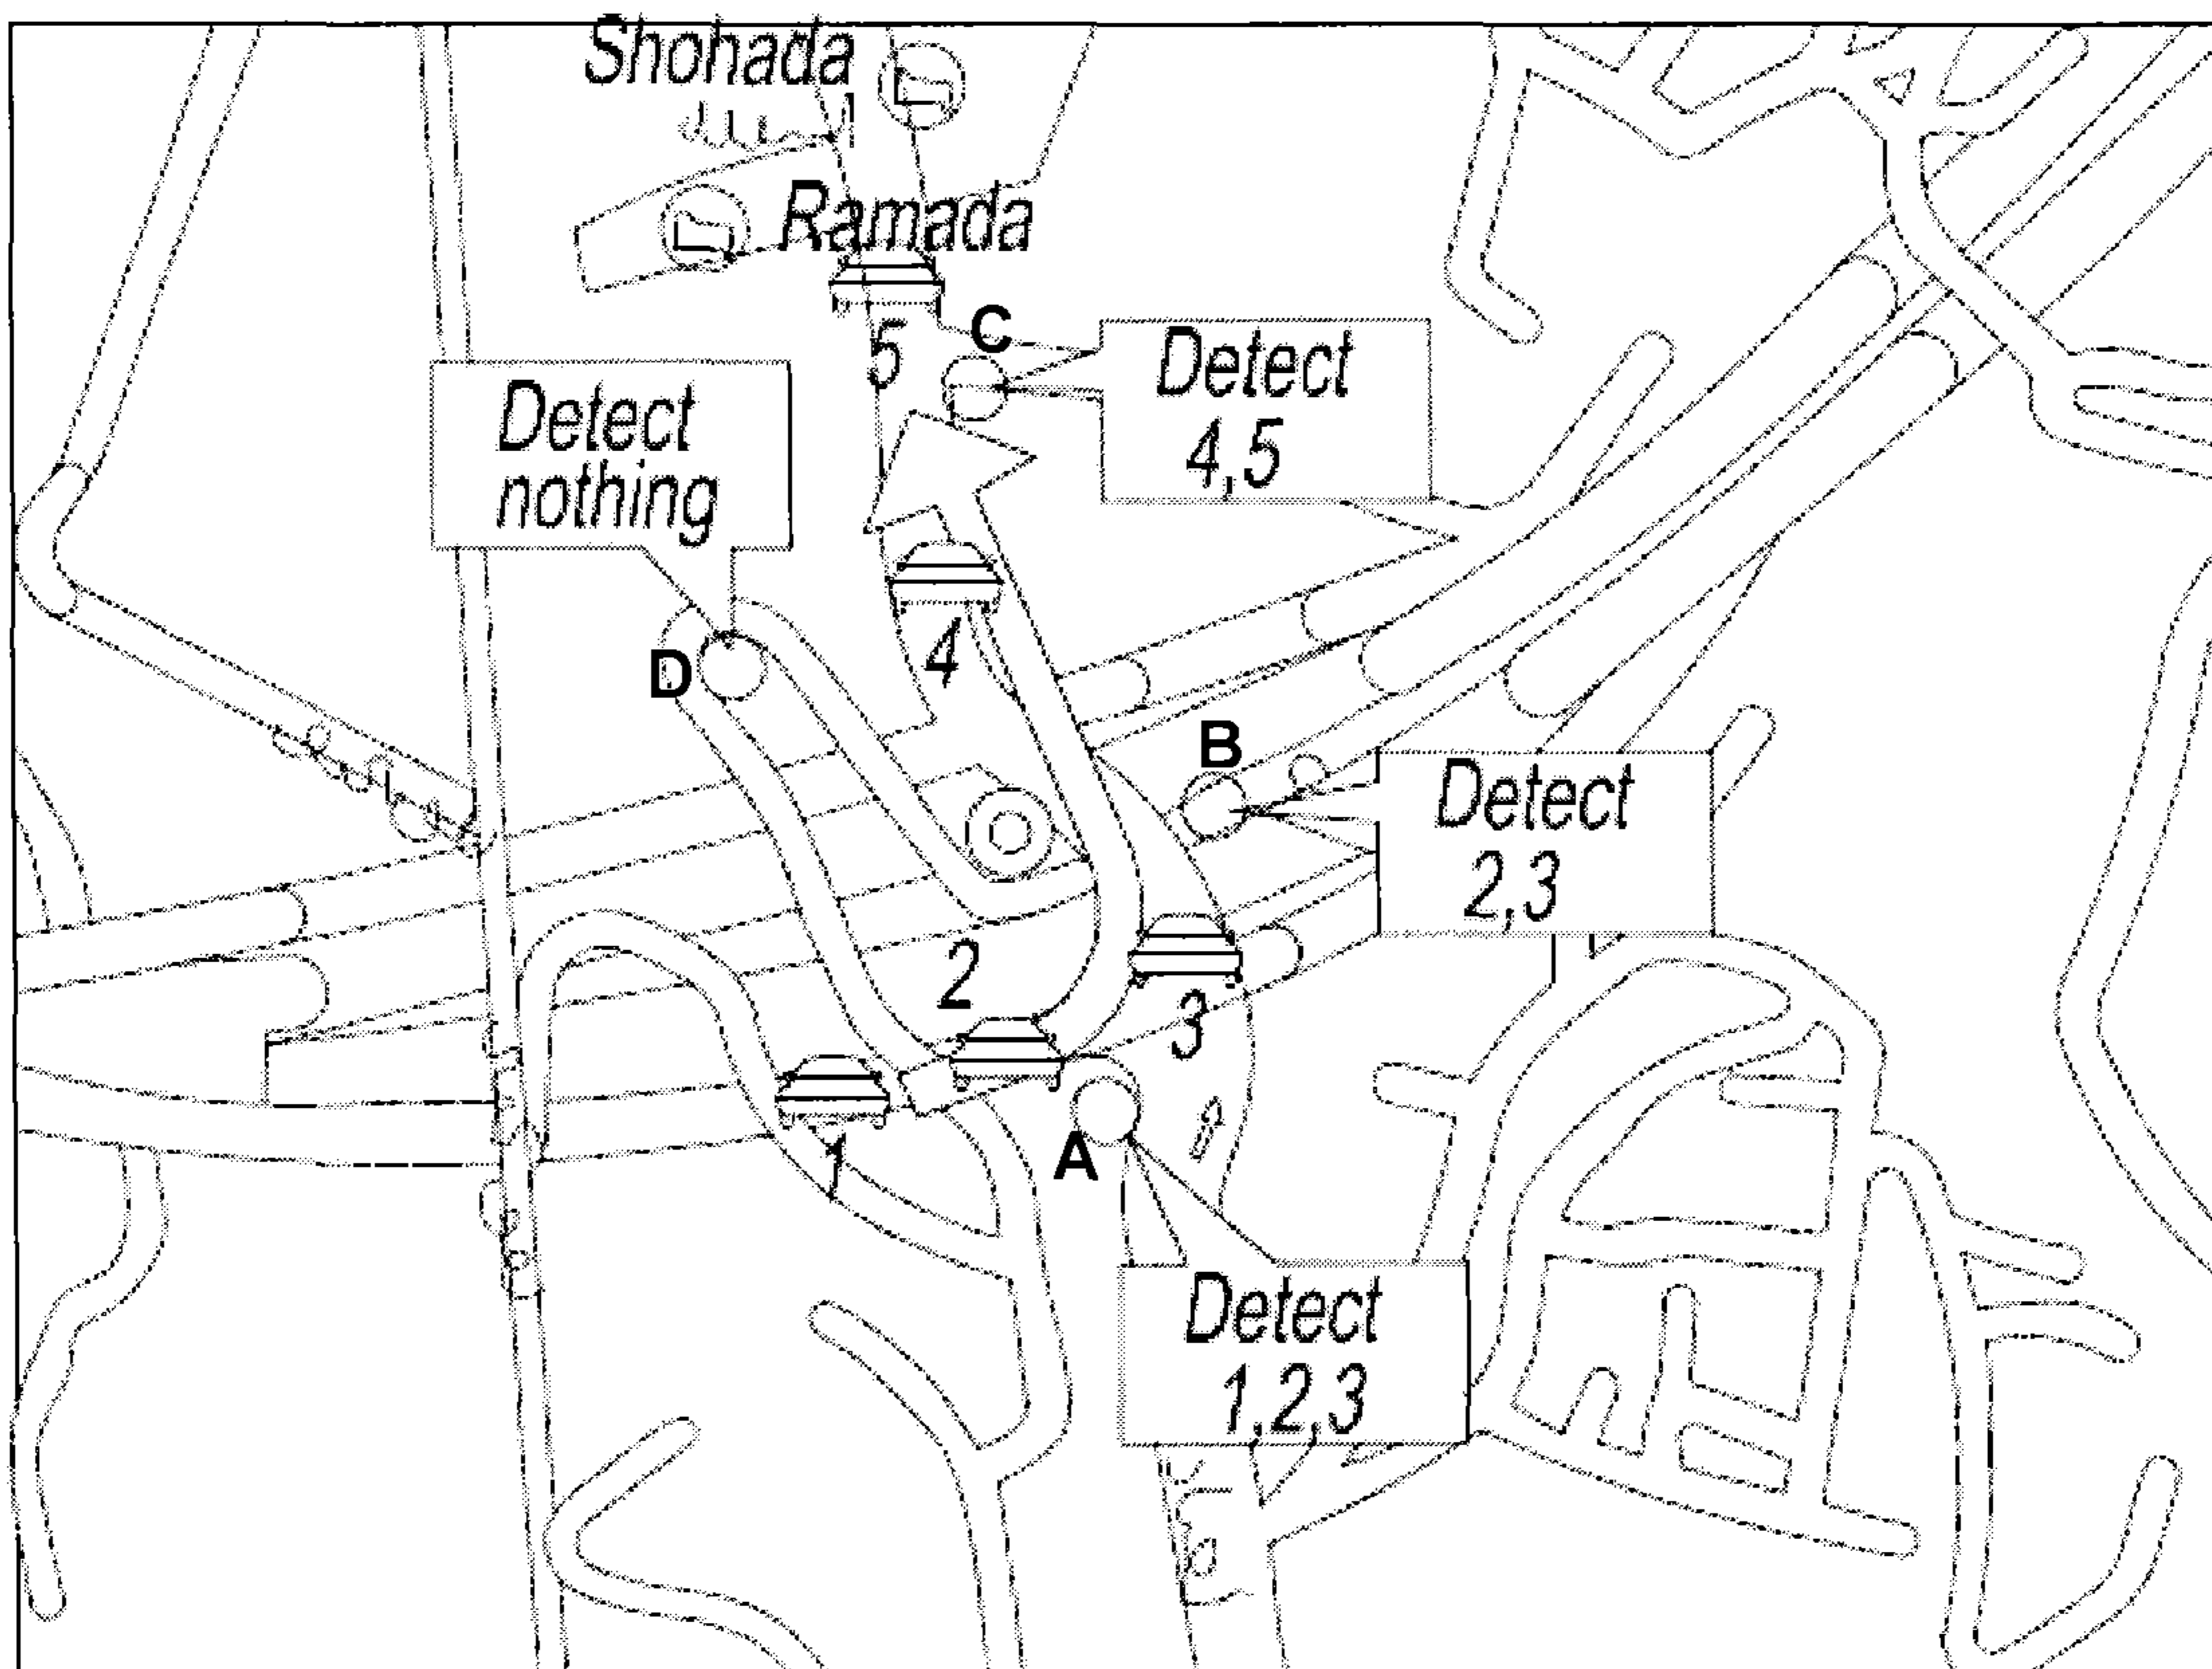 Shohada
Ramada
5
C
Detect
4,5
Detect
nothing
4
D
B
Detect
2,3
2
3
1
A
Detect
1,2,3